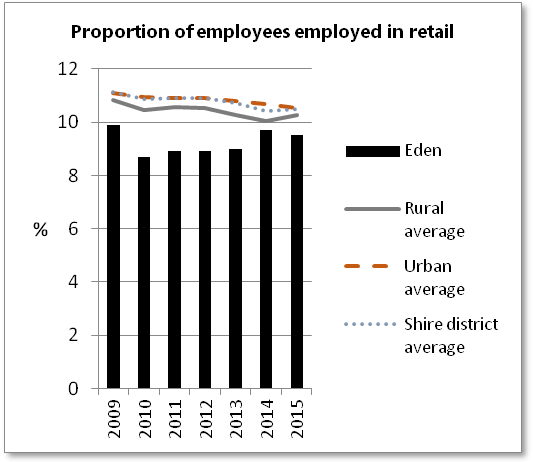 Proportion of employees employed in retail
12
10
8
6
4
2
0
%
2009
2010
2011
2012
2013
2014
2015
Eden
Rural
average
Urban
average
Shire district
average